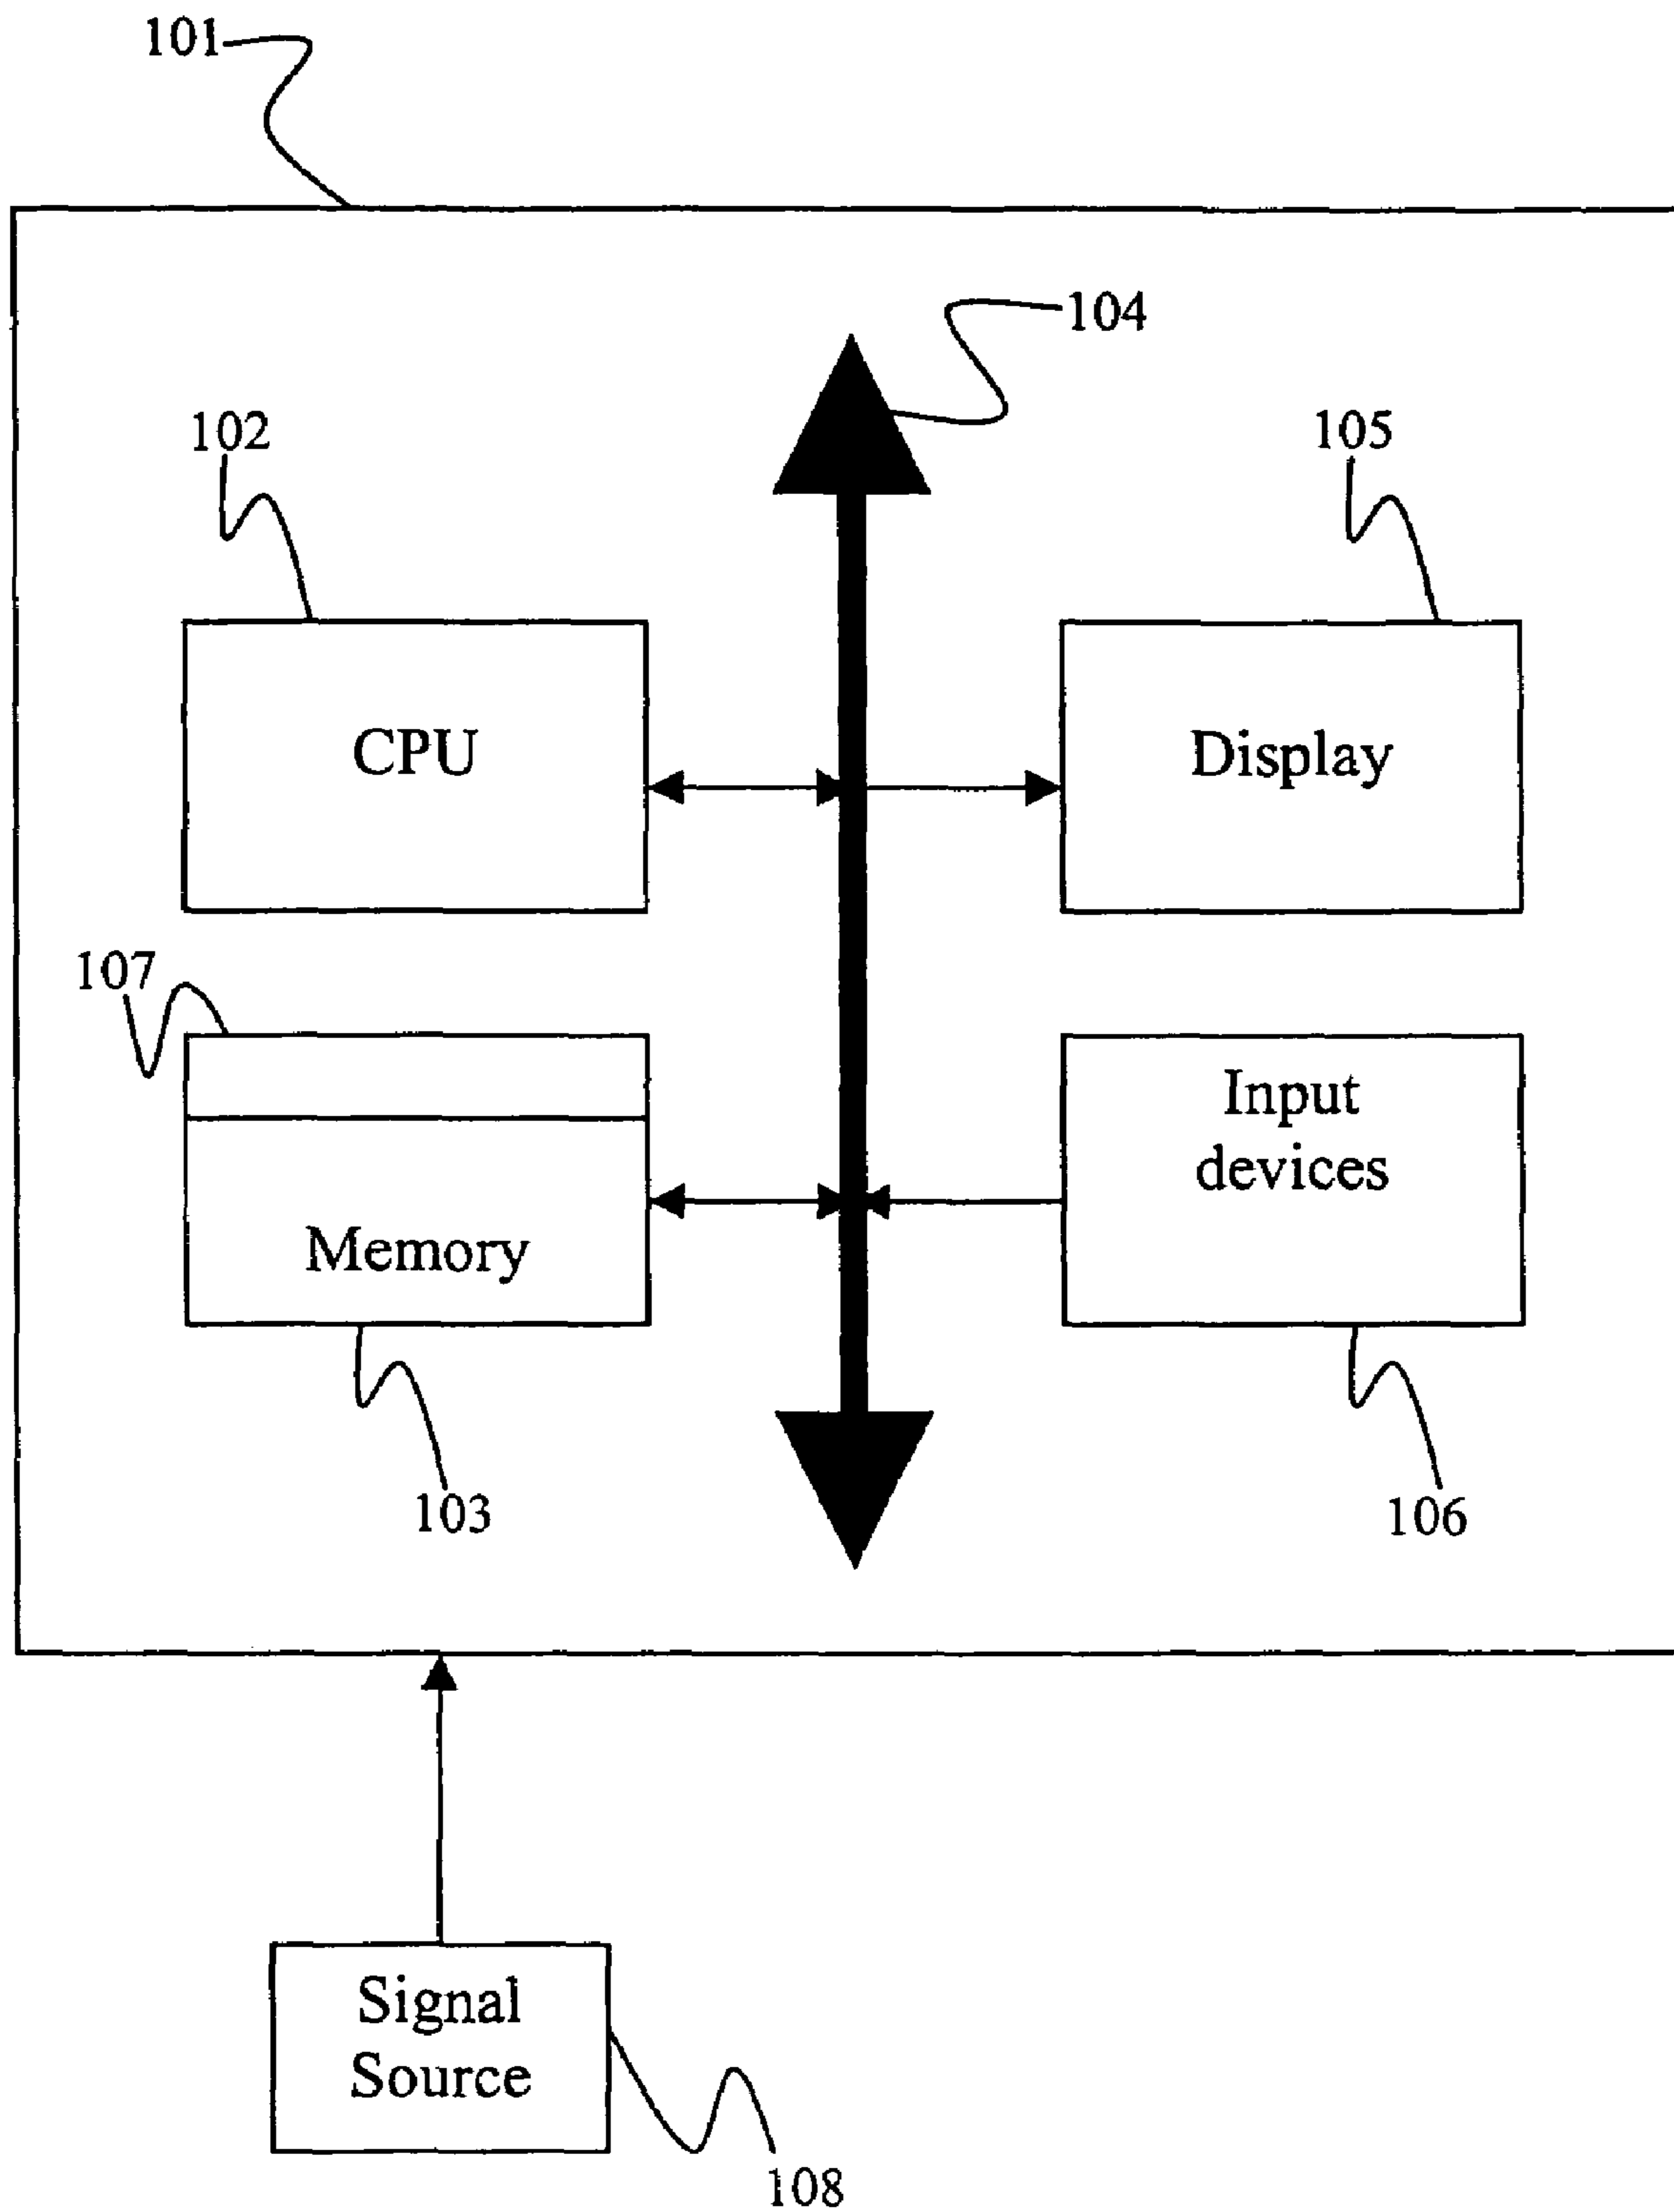 101
104
102
105
CPU
Display
107
Input
devices
Memory
103
106
Signal
Source
108